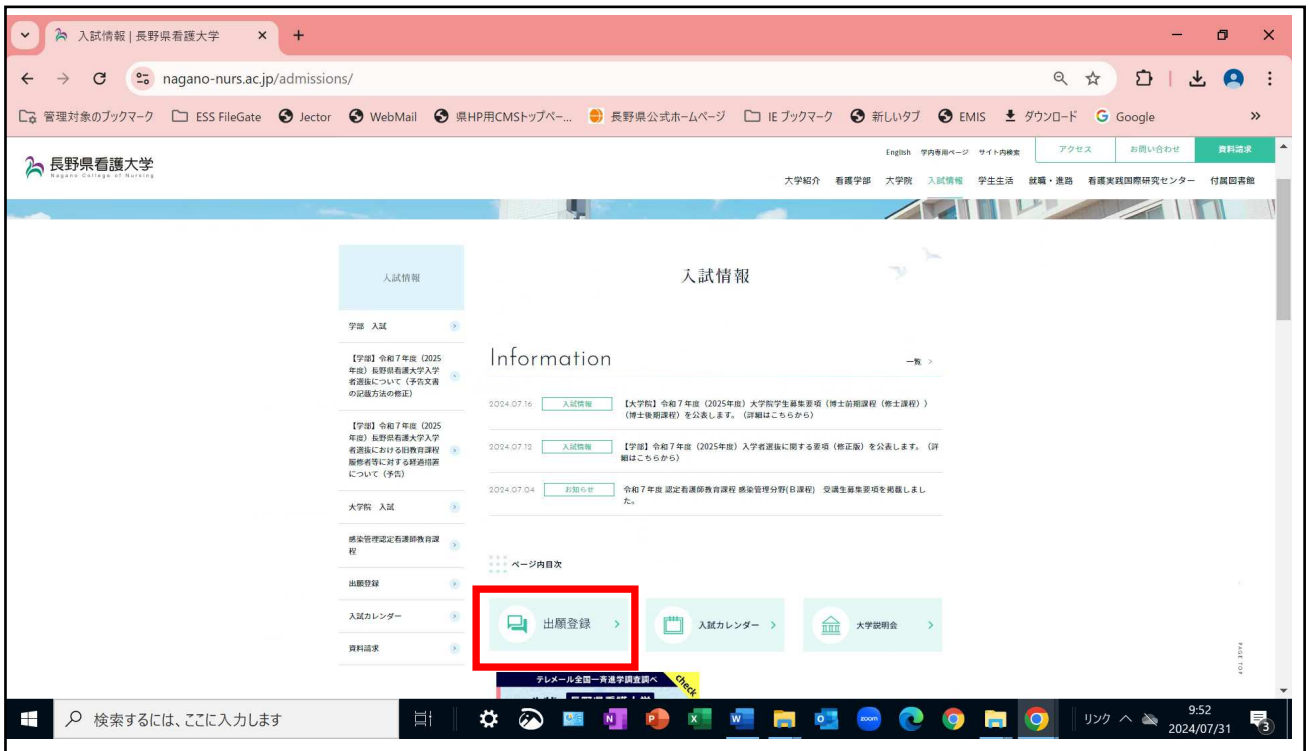 入試情報 | 長野県看護大学
nagano-nurs.ac.jp/admissions/
管理対象のブックマーク ESS FileGate Jector WebMail 県HP用CMSトップペー... 長野県公式ホームページ IE ブックマーク 新しいタブ EMIS ダウンロード Google
長野県看護大学
Nagano College of Nursing
English 学内専用ページ サイト内検索 アクセス お問い合わせ 資料請求
大学紹介 看護学部 大学院 入試情報 学生生活 就職・進路 看護実践国際研究センター 付属図書館
入試情報
学部 入試
【学部】令和7年度（2025
年度）長野県看護大学入学
者選抜について（予告文書
の記載方法の修正）
【学部】令和7年度（2025
年度）長野県看護大学入学
者選抜における旧教育課程
履修者等に対する経過措置
について（予告）
大学院 入試
感染管理認定看護師教育課
程
出願登録
入試カレンダー
資料請求
入試情報
Information
一覧
2024.07.16 入試情報 【大学院】令和7年度（2025年度）大学院学生募集要項（博士前期課程（修士課程））
（博士後期課程）を公表します。（詳細はこちらから）
2024.07.12 入試情報 【学部】令和7年度（2025年度）入学者選抜に関する要項（修正版）を公表します。（詳
細はこちらから）
2024.07.04 お知らせ 令和7年度 認定看護師教育課程 感染管理分野(B課程) 受講生募集要項を掲載しまし
た。
ページ内目次
出願登録 入試カレンダー 大学説明会
テレメール全国一斉進学調査調べ
check
PAGE TOP
検索するには、ここに入力します
リンク
9:52
2024/07/31
3